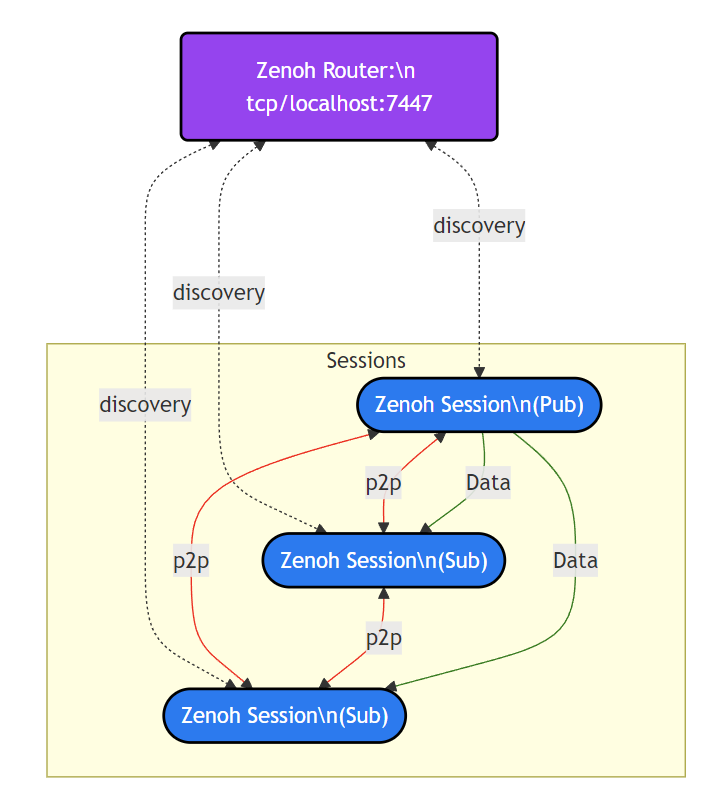 Zenoh Router:\n
tcp/localhost:7447
discovery
discovery
Sessions
discovery
Zenoh Session\n(Pub)
p2p
Data
p2p
Zenoh Session\n(Sub)
Data
p2p
Zenoh Session\n(Sub)